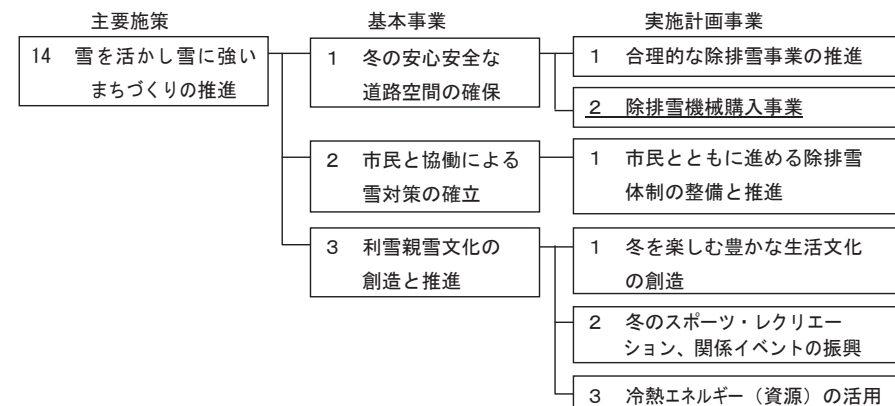 主要施策
基本事業
実施計画事業
14 雪を活かし雪に強い
まちづくりの推進
1 冬の安心安全な
道路空間の確保
1 合理的な除排雪事業の推進
2 除排雪機械購入事業
2 市民と協働による
雪対策の確立
1 市民とともに進める除排雪
体制の整備と推進
3 利雪親雪文化の
創造と推進
1 冬を楽しむ豊かな生活文化
の創造
2 冬のスポーツ・レクリエー
ション、関係イベントの振興
3 冷熱エネルギー（資源）の活用